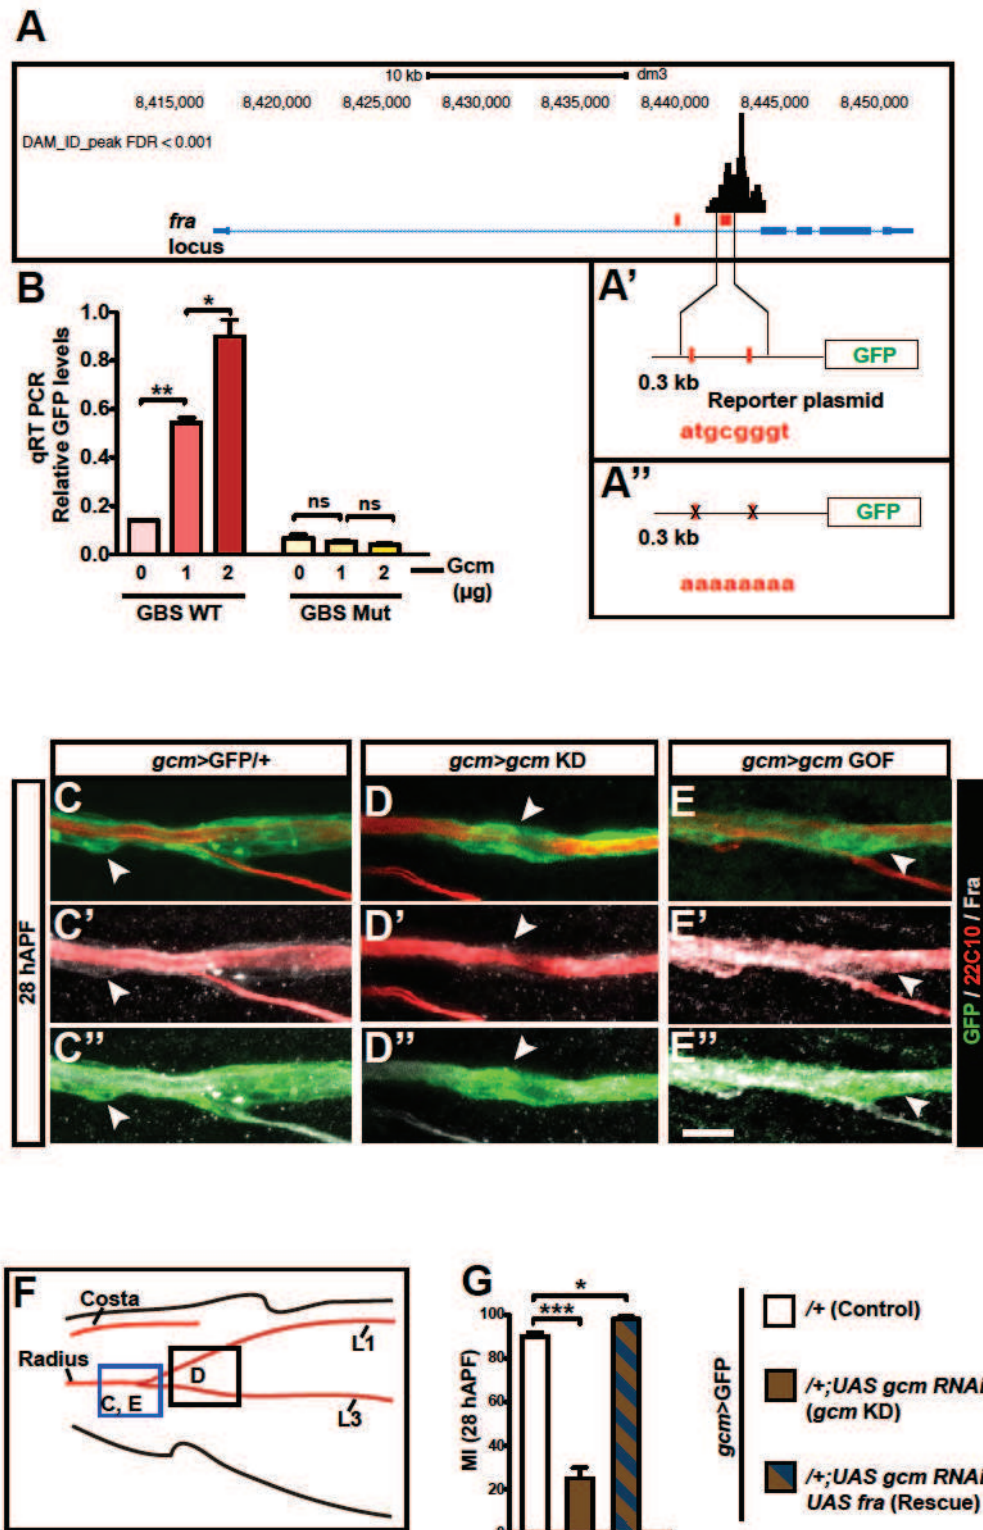 A
10 kb dm3
8,415,000 8,420,000 8,425,000 8,430,000 8,435,000 8,440,000 8,445,000 8,450,000
DAM_ID_peak FDR < 0.001
fra
locus
B
qRT PCR
Relative GFP levels
1.0
0.8
0.6
0.4
0.2
0.0
**
*
ns
ns
0 1 2 0 1 2
Gcm
(µg)
GBS WT GBS Mut
A'
GFP
0.3 kb
Reporter plasmid
atgcgggt
A''
X X
GFP
0.3 kb
aaaaaaaa
gcm>GFP/+
gcm>gcm KD
gcm>gcm GOF
28 hAPF
C
D
E
C'
D'
E'
C''
D''
E''
GFP / 22C10 / Fra
F
Costa
Radius
L1
D
C, E
L3
G
MI (28 hAPF)
100
80
60
40
20
*
***
gcm>GFP
/+ (Control)
/+;UAS gcm RNAi
(gcm KD)
/+;UAS gcm RNAi
UAS fra (Rescue)